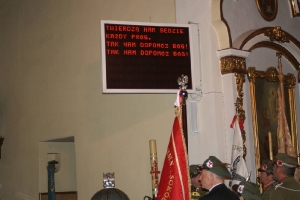 TWIERDZĄ NAM BĘDZIE
KAŻDY PRÓG,
TAK NAM DOPOMÓŻ BÓG!
TAK NAM DOPOMÓŻ BÓG!